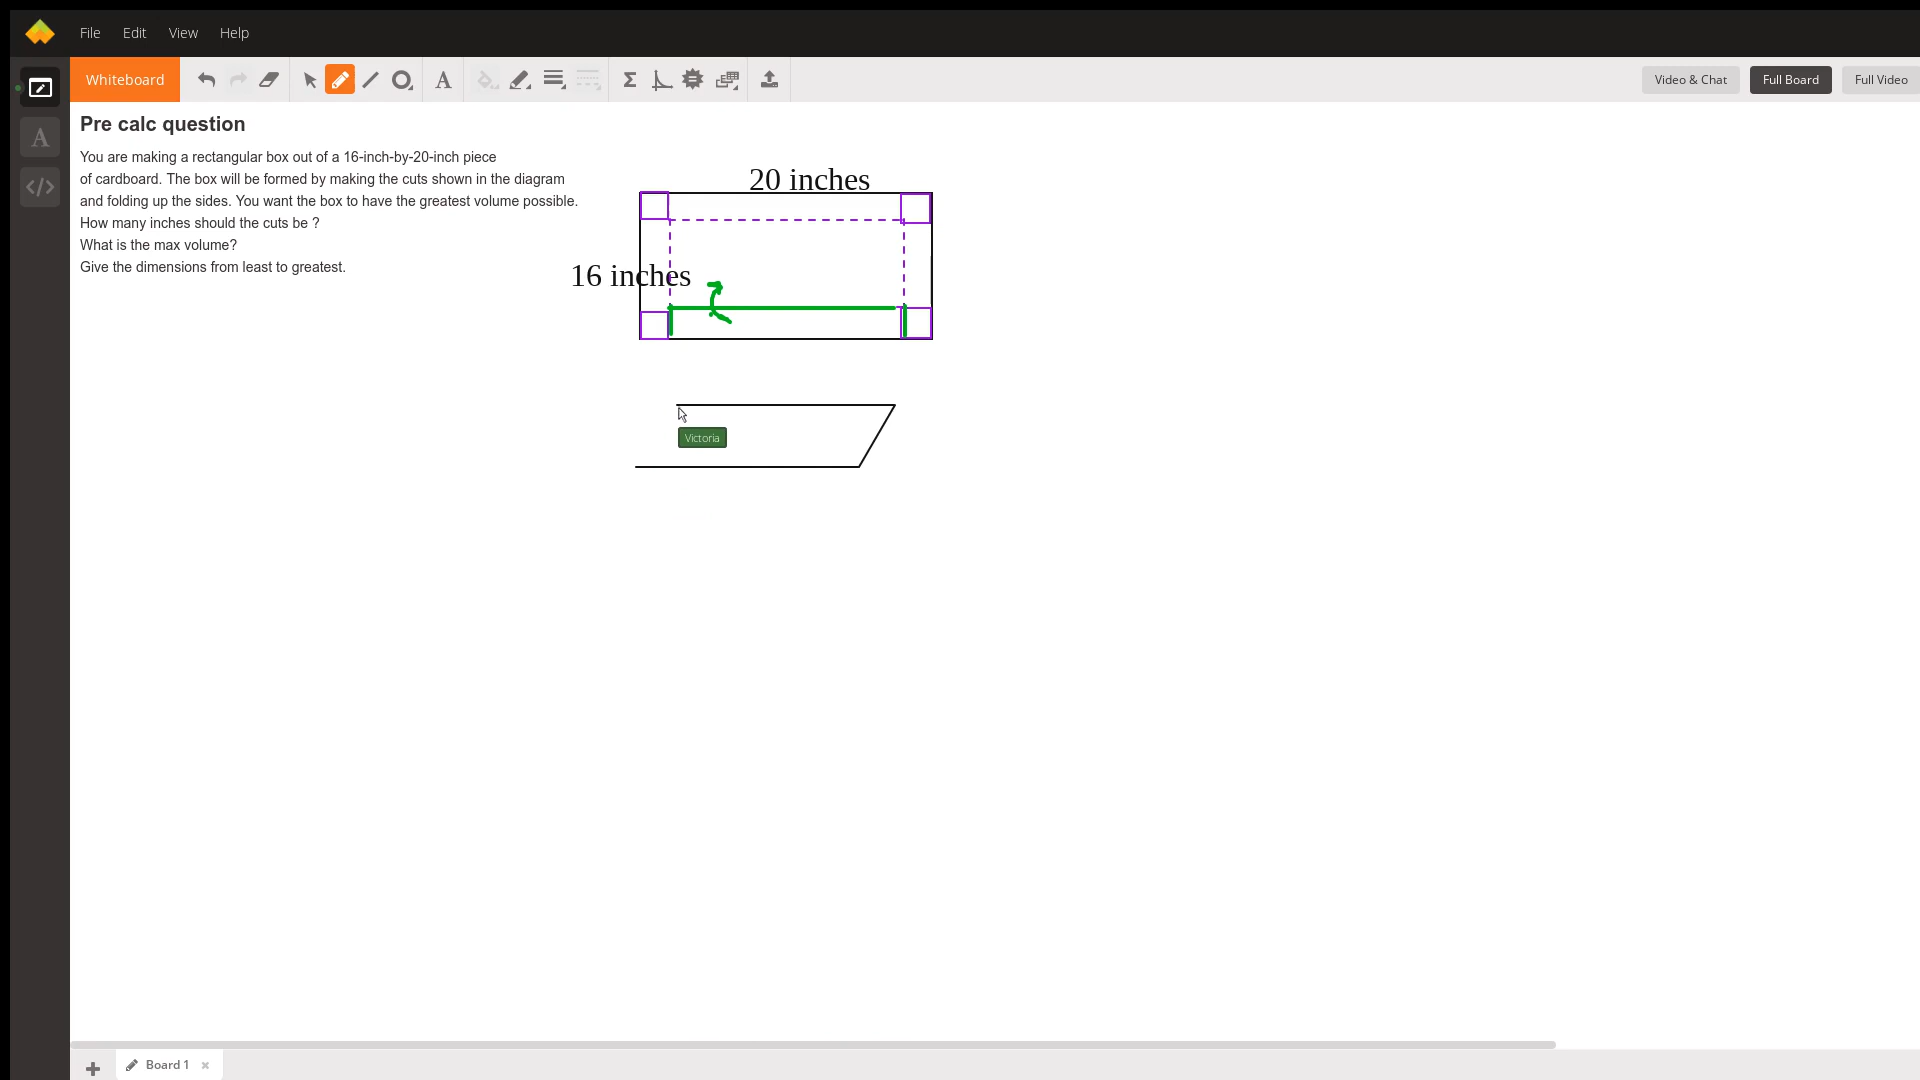 File Edit View Help
Whiteboard
A
Σ
Video & Chat Full Board Full Video
A
</>
Pre calc question
You are making a rectangular box out of a 16-inch-by-20-inch piece
of cardboard. The box will be formed by making the cuts shown in the diagram
and folding up the sides. You want the box to have the greatest volume possible.
How many inches should the cuts be ?
What is the max volume?
Give the dimensions from least to greatest.
20 inches
16 inches
Victoria
Board 1